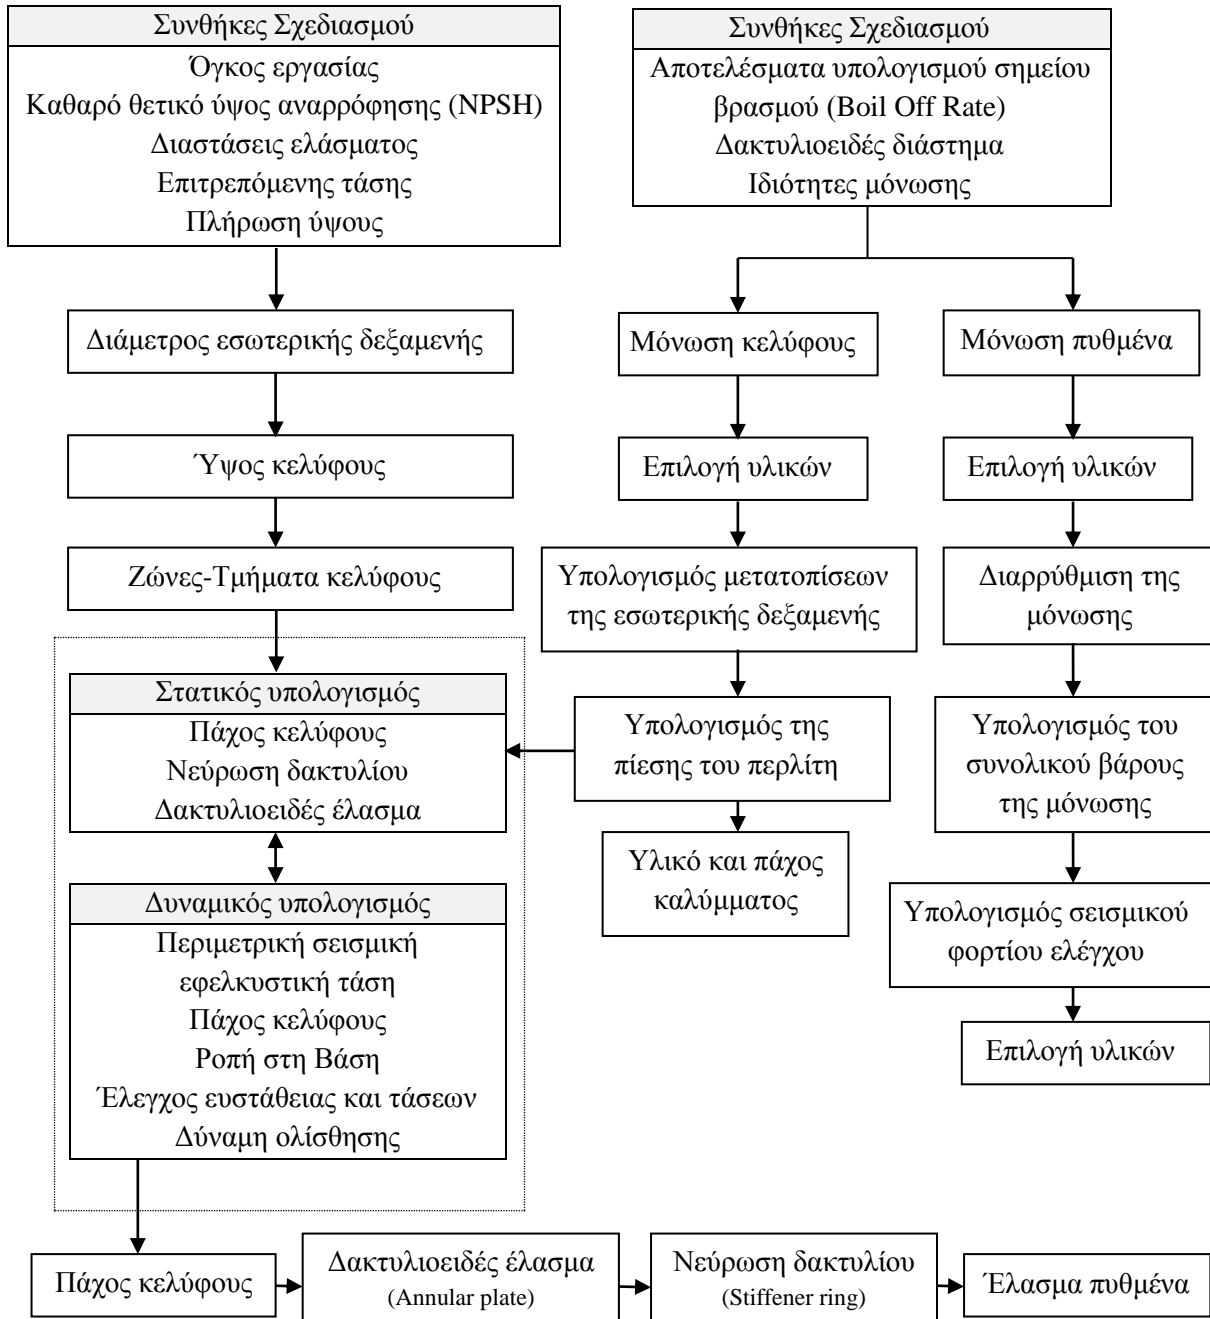 Συνθήκες Σχεδιασμού
Όγκος εργασίας
Καθαρό θετικό ύψος αναρρόφησης (NPSH)
Διαστάσεις ελάσματος
Επιτρεπόμενης τάσης
Πλήρωση ύψους
Διάμετρος εσωτερικής δεξαμενής
Ύψος κελύφους
Ζώνες-Τμήματα κελύφους
Στατικός υπολογισμός
Πάχος κελύφους
Νεύρωση δακτυλίου
Δακτυλιοειδές έλασμα
Δυναμικός υπολογισμός
Περιμετρική σεισμική
εφελκυστική τάση
Πάχος κελύφους
Ροπή στη Βάση
Έλεγχος ευστάθειας και τάσεων
Δύναμη ολίσθησης
Συνθήκες Σχεδιασμού
Αποτελέσματα υπολογισμού σημείου
βρασμού (Boil Off Rate)
Δακτυλιοειδές διάστημα
Ιδιότητες μόνωσης
Μόνωση κελύφους
Επιλογή υλικών
Υπολογισμός μετατοπίσεων
της εσωτερικής δεξαμενής
Υπολογισμός της
πίεσης του περλίτη
Υλικό και πάχος
καλύμματος
Μόνωση πυθμένα
Επιλογή υλικών
Διαρρύθμιση της
μόνωσης
Υπολογισμός του
συνολικού βάρους
της μόνωσης
Υπολογισμός σεισμικού
φορτίου ελέγχου
Επιλογή υλικών
Πάχος κελύφους
Δακτυλιοειδές έλασμα
(Annular plate)
Νεύρωση δακτυλίου
(Stiffener ring)
Έλασμα πυθμένα